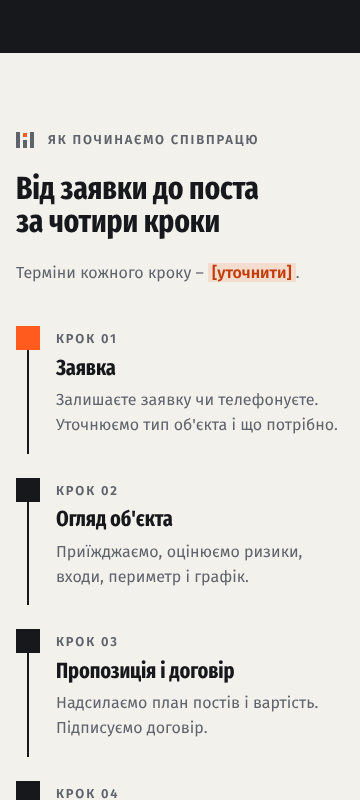 ЯК ПОЧИНАЄМО СПІВПРАЦЮ
Від заявки до поста
за чотири кроки
Терміни кожного кроку – [уточнити].
КРОК 01
Заявка
Залишаєте заявку чи телефонуєте.
Уточнюємо тип об'єкта і що потрібно.
КРОК 02
Огляд об'єкта
Приїжджаємо, оцінюємо ризики,
входи, периметр і графік.
КРОК 03
Пропозиція і договір
Надсилаємо план постів і вартість.
Підписуємо договір.
КРОК 04